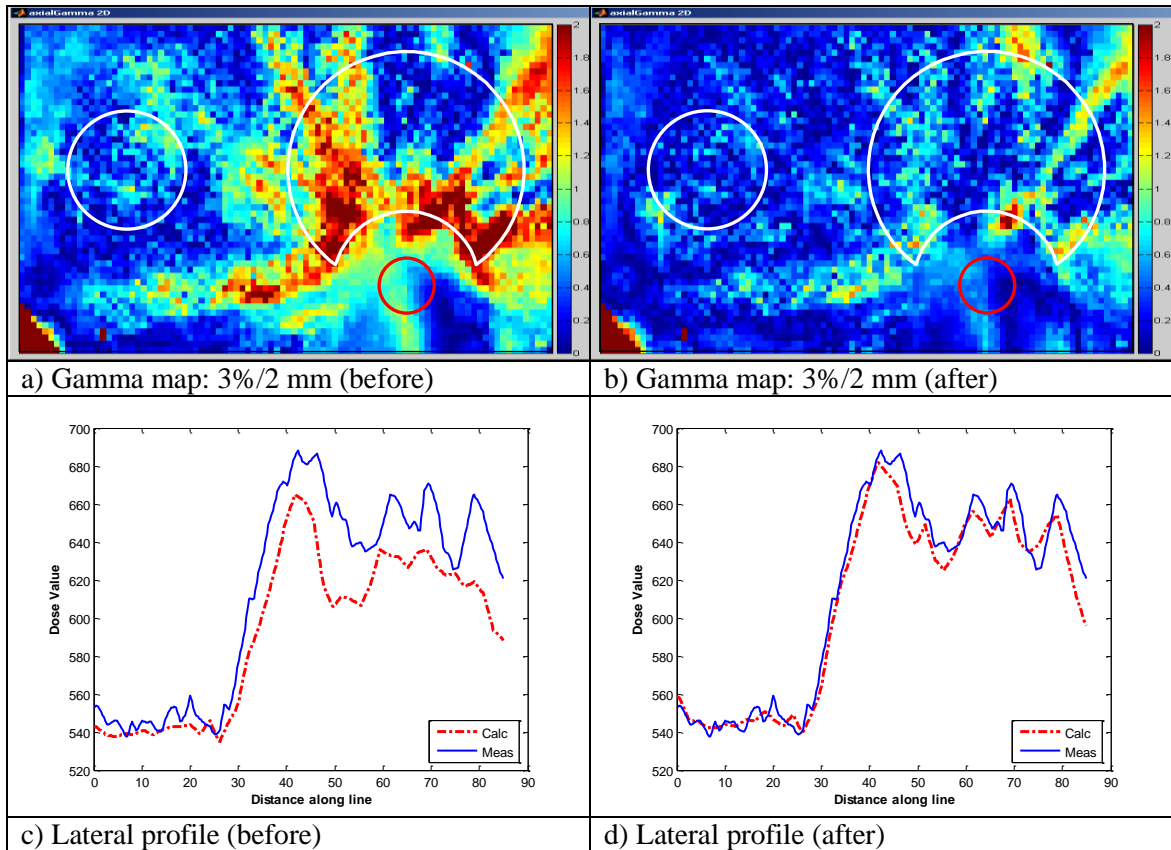 axialGamma 2D
2
1.8
1.6
1.4
1.2
1
0.8
0.6
0.4
0.2
0
axialGamma 2D
2
1.8
1.6
1.4
1.2
1
0.8
0.6
0.4
0.2
0
a) Gamma map: 3%/2 mm (before)
b) Gamma map: 3%/2 mm (after)
700
680
660
640
620
600
580
560
540
520
0 10 20 30 40 50 60 70 80 90
Dose Value
Distance along line
Calc
Meas
700
680
660
640
620
600
580
560
540
520
0 10 20 30 40 50 60 70 80 90
Dose Value
Distance along line
Calc
Meas
c) Lateral profile (before)
d) Lateral profile (after)